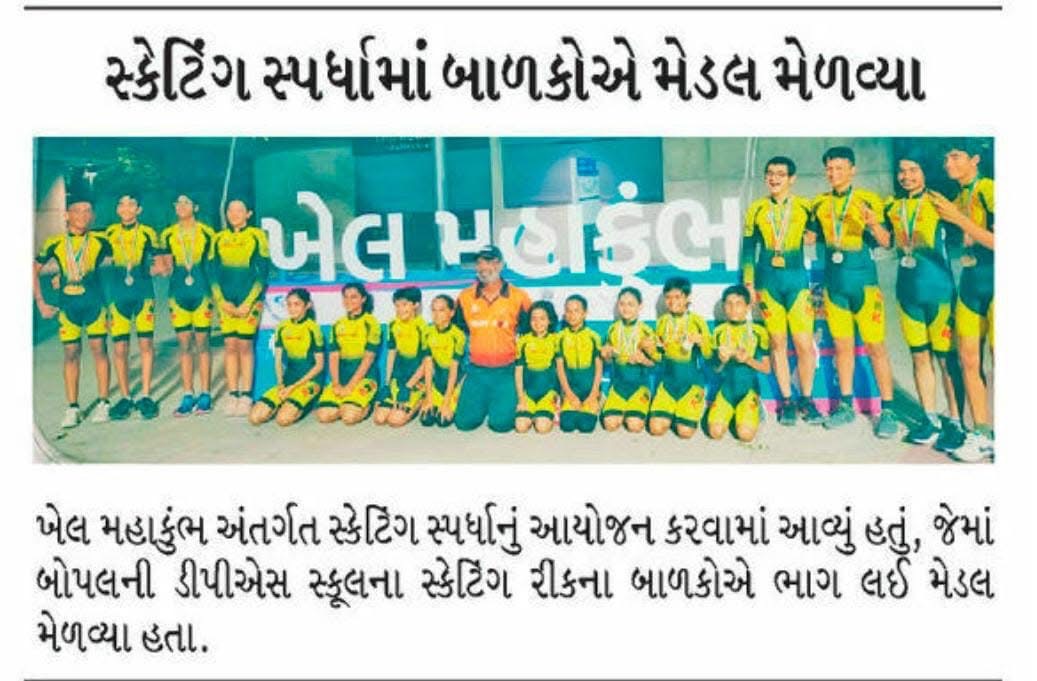 સ્કેટિંગ સ્પર્ધામાં બાળકોએ મેડલ મેળવ્યા
ખેલ મહાકુંભ
ખેલ મહાકુંભ અંતર્ગત સ્કેટિંગ સ્પર્ધાનું આયોજન કરવામાં આવ્યું હતું, જેમાં
બોપલની ડીપીએસ સ્કૂલના સ્કેટિંગ રીંકના બાળકોએ ભાગ લઈ મેડલ
મેળવ્યા હતા.